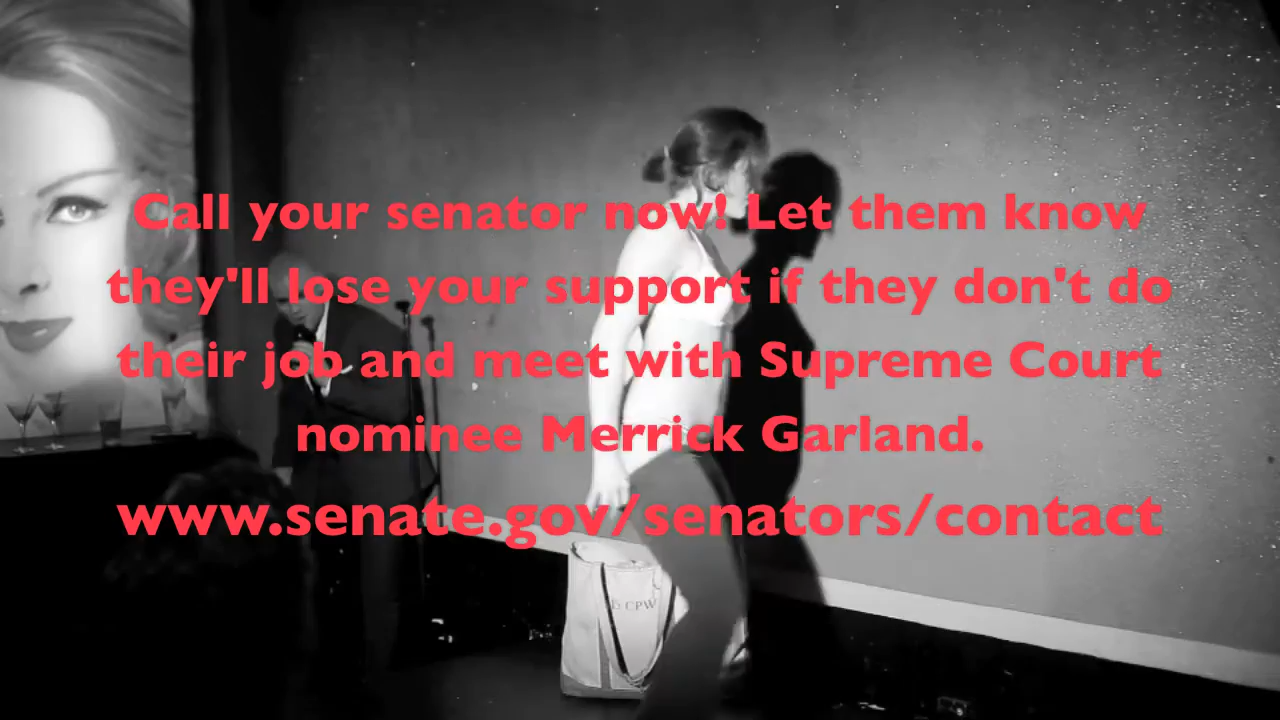 Call your senator now! Let them know
they'll lose your support if they don't do
their job and meet with Supreme Court
nominee Merrick Garland.
www.senate.gov/senators/contact
CPW